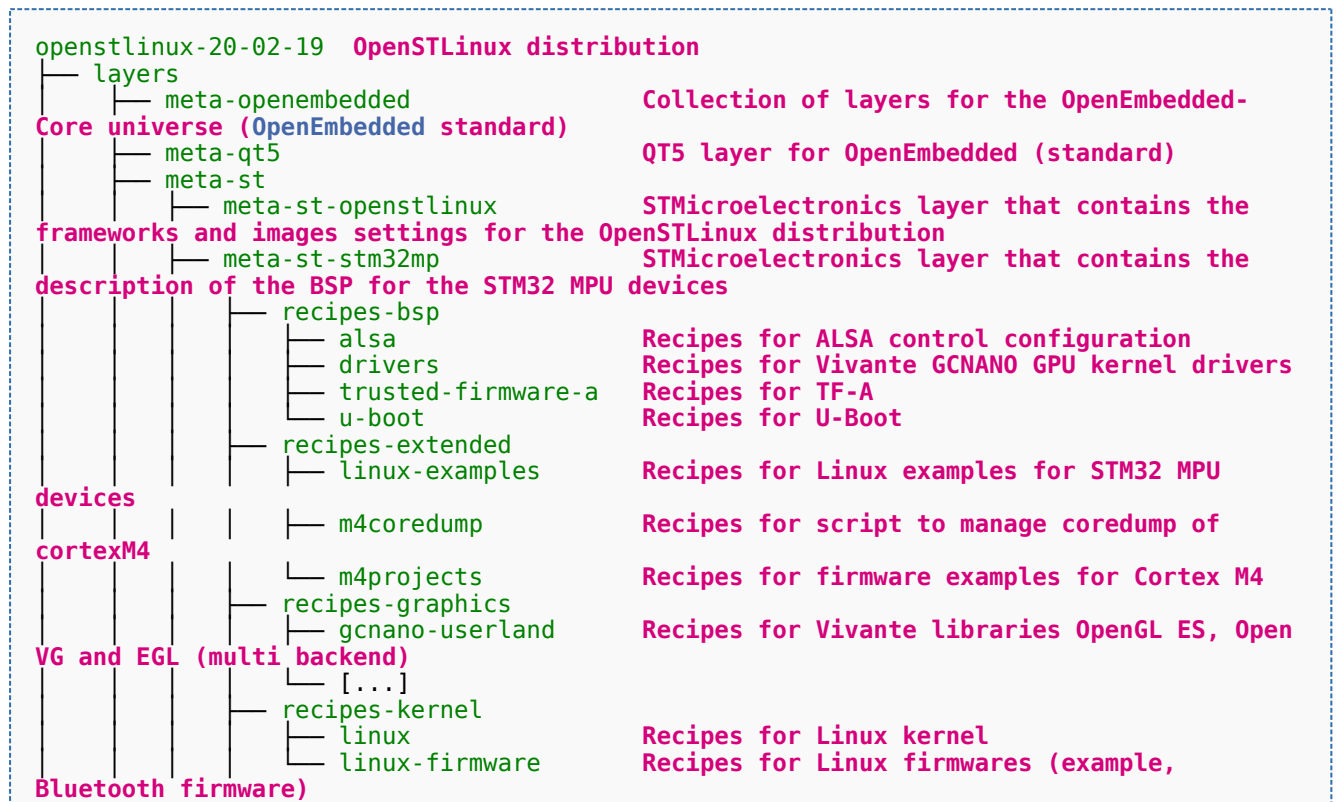 openstlinux-20-02-19  OpenSTLinux distribution
├── layers
│    ├── meta-openembedded                Collection of layers for the OpenEmbedded-
Core universe (OpenEmbedded standard)
│    ├── meta-qt5                         QT5 layer for OpenEmbedded (standard)
│    ├── meta-st
│    │   ├── meta-st-openstlinux          STMicroelectronics layer that contains the
frameworks and images settings for the OpenSTLinux distribution
│    │   ├── meta-st-stm32mp              STMicroelectronics layer that contains the
description of the BSP for the STM32 MPU devices
│    │   │   ├── recipes-bsp
│    │   │   │   ├── alsa                 Recipes for ALSA control configuration
│    │   │   │   ├── drivers              Recipes for Vivante GCNANO GPU kernel drivers
│    │   │   │   ├── trusted-firmware-a   Recipes for TF-A
│    │   │   │   └── u-boot               Recipes for U-Boot
│    │   │   ├── recipes-extended
│    │   │   │   ├── linux-examples       Recipes for Linux examples for STM32 MPU
devices
│    │   │   │   ├── m4coredump           Recipes for script to manage coredump of
cortexM4
│    │   │   │   └── m4projects           Recipes for firmware examples for Cortex M4
│    │   │   ├── recipes-graphics
│    │   │   │   ├── gcnano-userland      Recipes for Vivante libraries OpenGL ES, Open
VG and EGL (multi backend)
│    │   │   │   └── [...]
│    │   │   ├── recipes-kernel
│    │   │   │   ├── linux                Recipes for Linux kernel
│    │   │   │   └── linux-firmware       Recipes for Linux firmwares (example,
Bluetooth firmware)